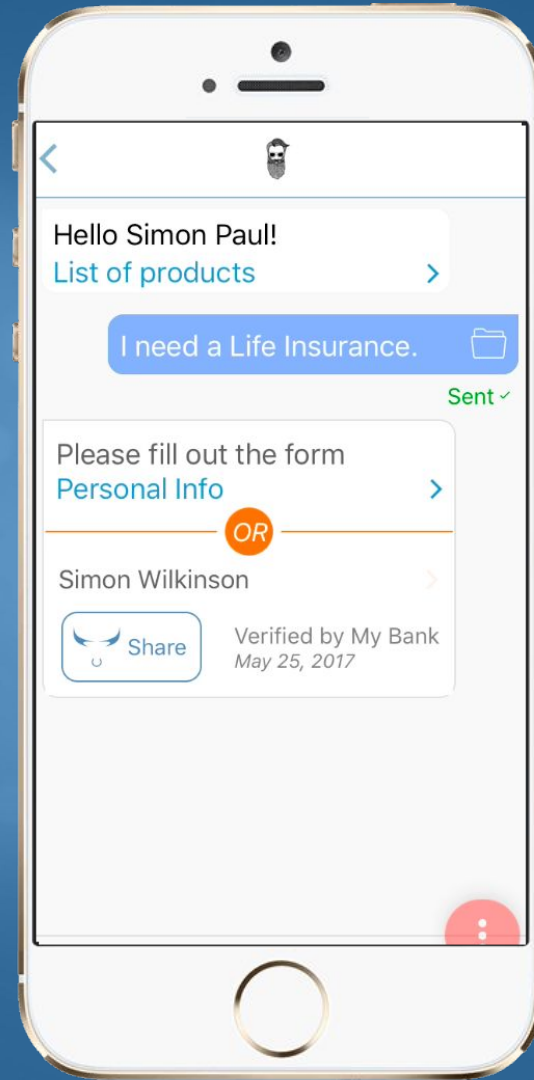 Hello Simon Paul!
List of products
I need a Life Insurance.
Sent
Please fill out the form
Personal Info
OR
Simon Wilkinson
Share
Verified by My Bank
May 25, 2017